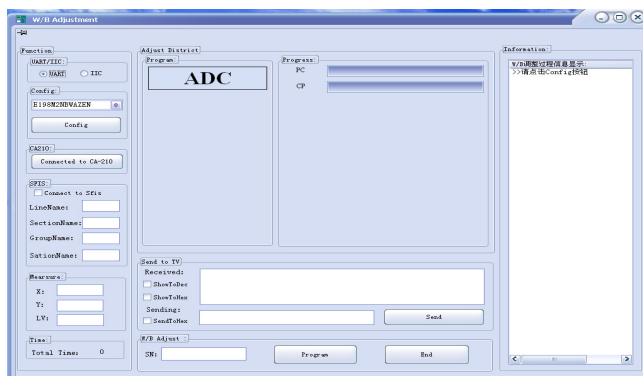 W/B Adjustment
Function
UART/IIC:
UART IIC
Config:
E198M2NBWAZEN
Config
CA210:
Connected to CA-210
SFIS:
Connect to Sfis
LineName:
SectionName:
GroupName:
SationName:
Mearsure:
X:
Y:
LV:
Time:
Total Time: 0
Adjust District
Program:
ADC
Progress:
PC
CP
Send to TV
Received:
ShowToDec
ShowToHex
Sending:
SendToHex
Send
W/B Adjust :
SN:
Program
End
Information:
W/B调整过程信息显示:
>>请点击Config按钮